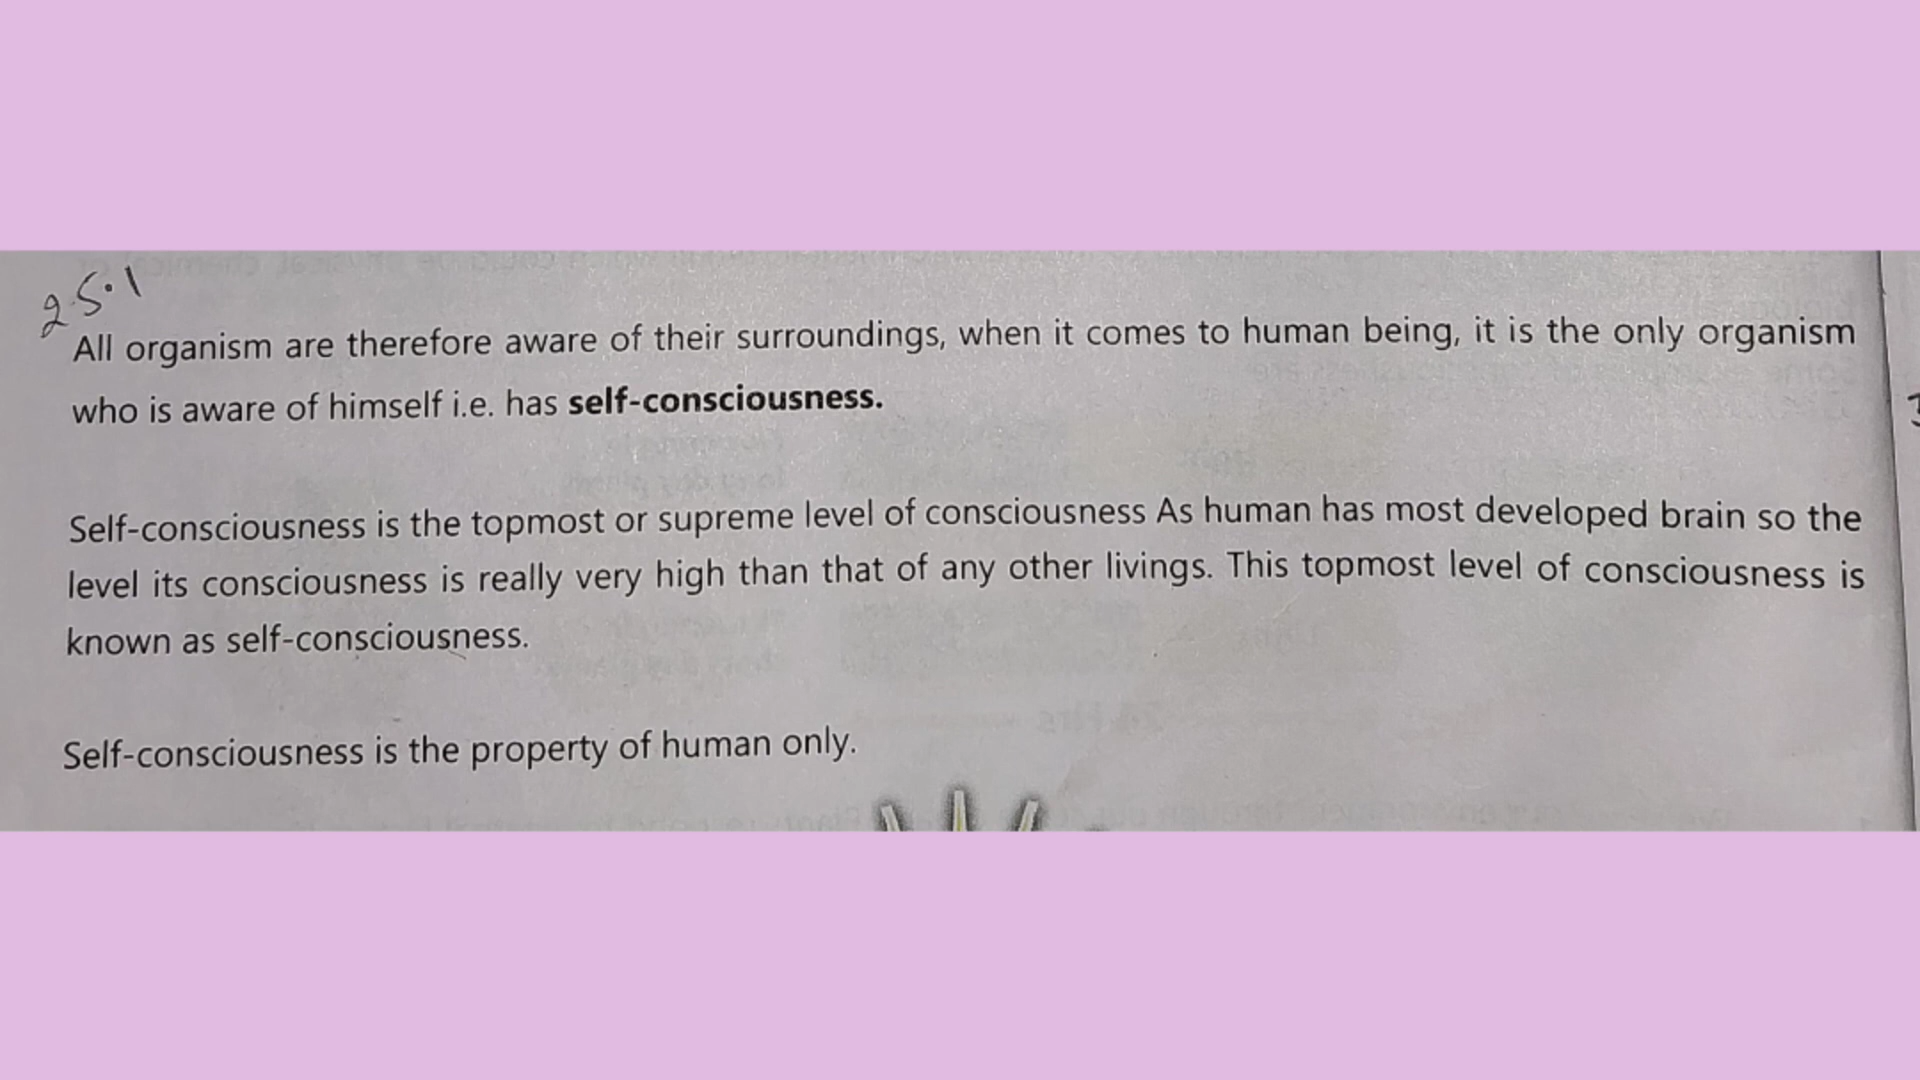 2.5.1
All organism are therefore aware of their surroundings, when it comes to human being, it is the only organism
who is aware of himself i.e. has self-consciousness.
Self-consciousness is the topmost or supreme level of consciousness As human has most developed brain so the
level its consciousness is really very high than that of any other livings. This topmost level of consciousness is
known as self-consciousness.
Self-consciousness is the property of human only.